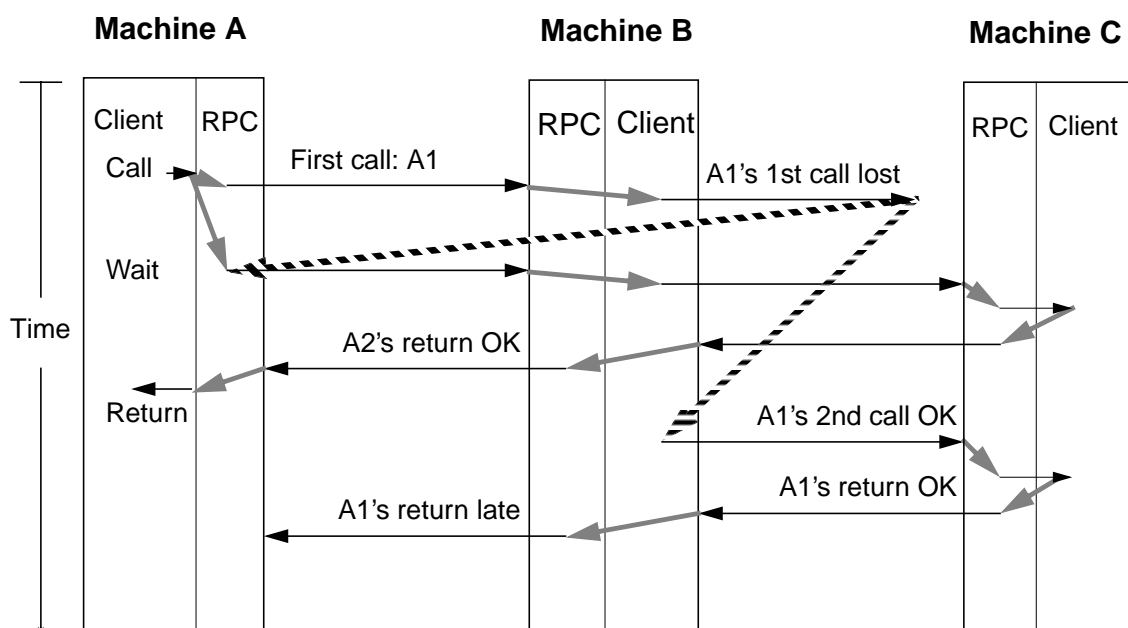 Machine A
Machine B
Machine C
Client
RPC
RPC
Client
RPC
Client
Call
First call: A1
A1’s 1st call lost
Wait
Time
A2’s return OK
Return
A1’s 2nd call OK
A1’s return OK
A1’s return late